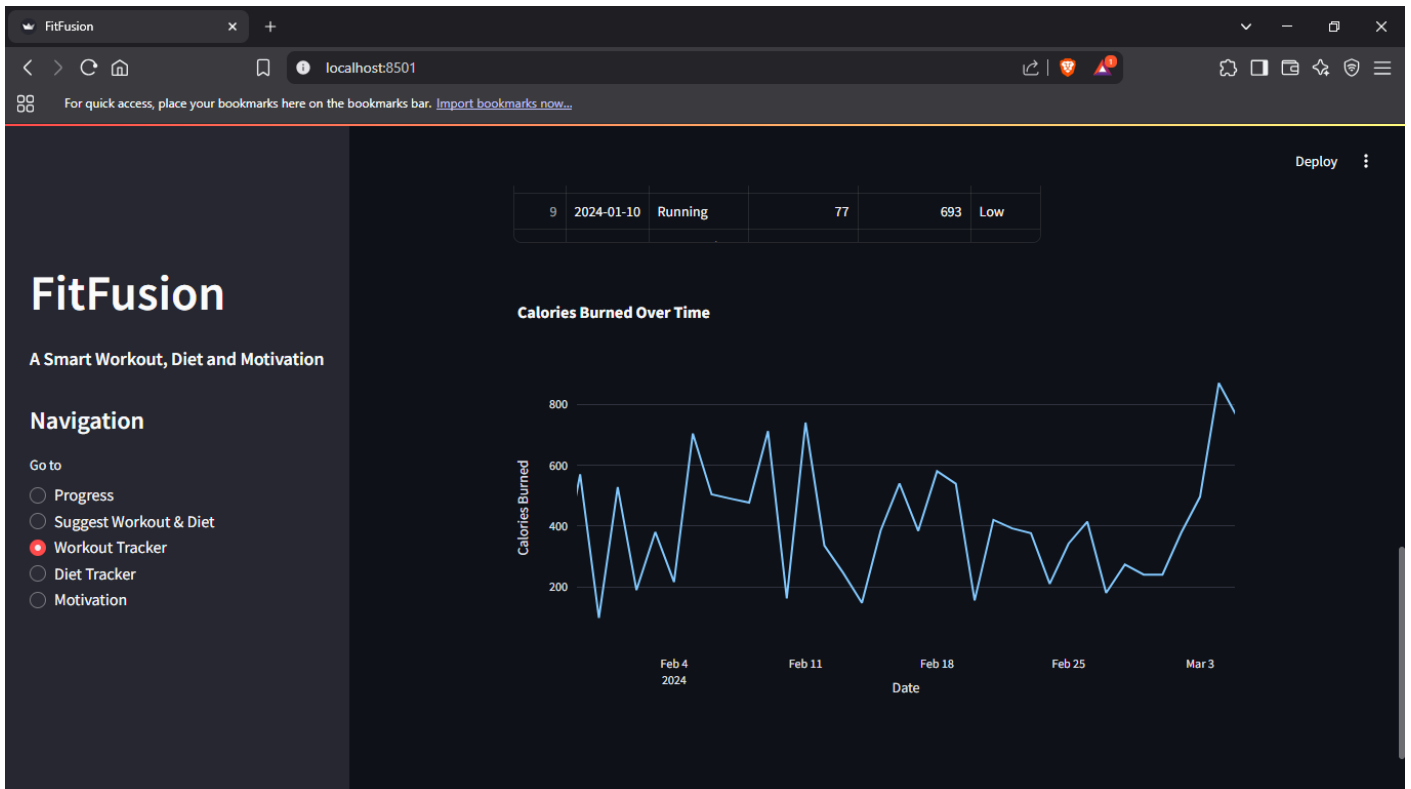 FitFusion
localhost:8501
1
For quick access, place your bookmarks here on the bookmarks bar. Import bookmarks now...
Deploy
FitFusion
A Smart Workout, Diet and Motivation
Navigation
Go to
Progress
Suggest Workout & Diet
Workout Tracker
Diet Tracker
Motivation
9 2024-01-10 Running 77 693 Low
Calories Burned Over Time
Calories Burned
800
600
400
200
Feb 4 Feb 11 Feb 18 Feb 25 Mar 3
2024
Date